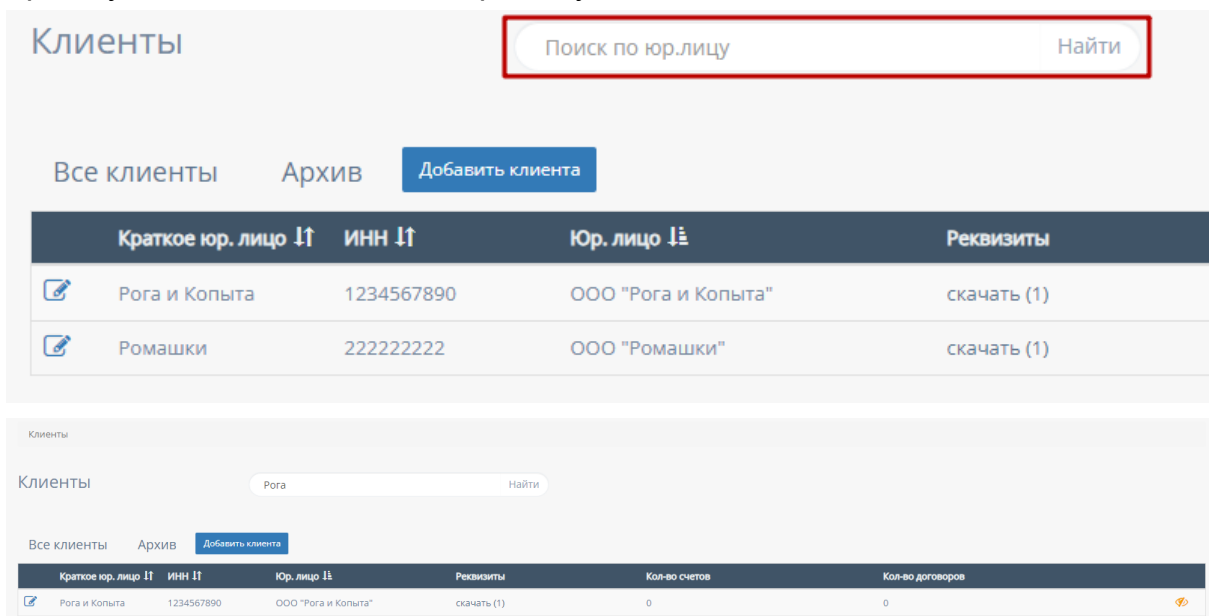 Клиенты
Поиск по юр.лицу Найти
Все клиенты Архив Добавить клиента
Краткое юр. лицо ИНН Юр. лицо Реквизиты
Рога и Копыта 1234567890 ООО "Рога и Копыта" скачать (1)
Ромашки 222222222 ООО "Ромашки" скачать (1)
Клиенты
Клиенты Рога Найти
Все клиенты Архив Добавить клиента
Краткое юр. лицо ИНН Юр. лицо Реквизиты Кол-во счетов Кол-во договоров
Рога и Копыта 1234567890 ООО "Рога и Копыта" скачать (1) 0 0